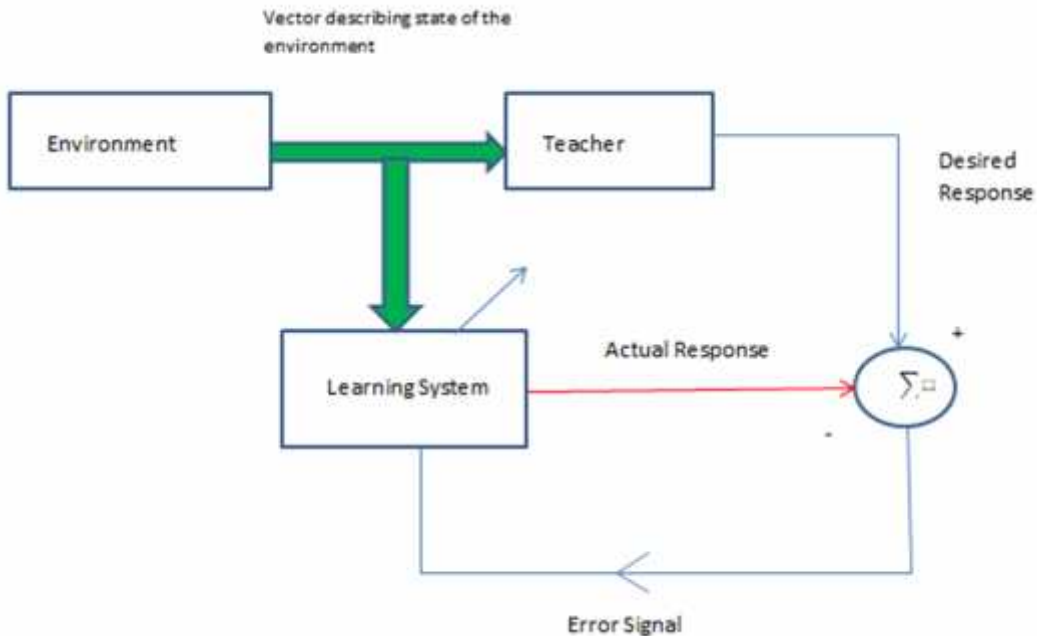 Vector describing state of the
environment
Environment
Teacher
Desired
Response
+
Actual Response
Learning System
∑□
-
Error Signal